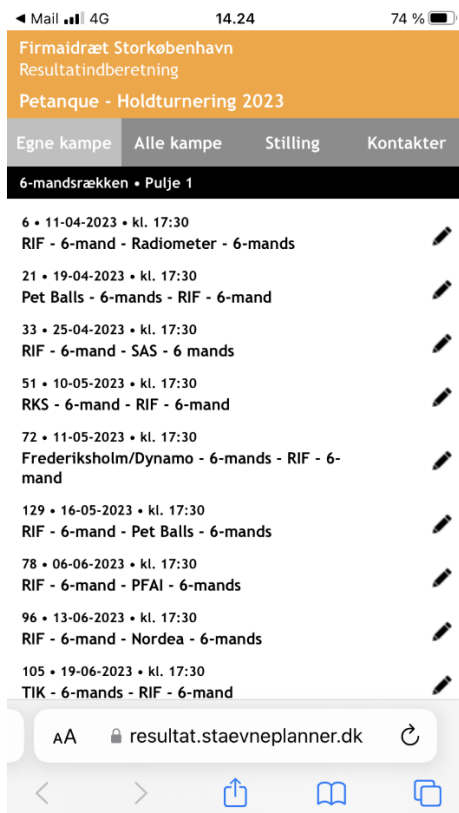 ◀ Mail 4G 14.24 74 %
Firmaidræt Storkøbenhavn
Resultatindberetning
Petanque - Holdturnering 2023
Egne kampe Alle kampe Stilling Kontakter
6-mandsrækken • Pulje 1
6 • 11-04-2023 • kl. 17:30
RIF - 6-mand - Radiometer - 6-mands
21 • 19-04-2023 • kl. 17:30
Pet Balls - 6-mands - RIF - 6-mand
33 • 25-04-2023 • kl. 17:30
RIF - 6-mand - SAS - 6 mands
51 • 10-05-2023 • kl. 17:30
RKS - 6-mand - RIF - 6-mand
72 • 11-05-2023 • kl. 17:30
Frederiksholm/Dynamo - 6-mands - RIF - 6-
mand
129 • 16-05-2023 • kl. 17:30
RIF - 6-mand - Pet Balls - 6-mands
78 • 06-06-2023 • kl. 17:30
RIF - 6-mand - PFAI - 6-mands
96 • 13-06-2023 • kl. 17:30
RIF - 6-mand - Nordea - 6-mands
105 • 19-06-2023 • kl. 17:30
TIK - 6-mands - RIF - 6-mand
AA resultat.staevneplanner.dk